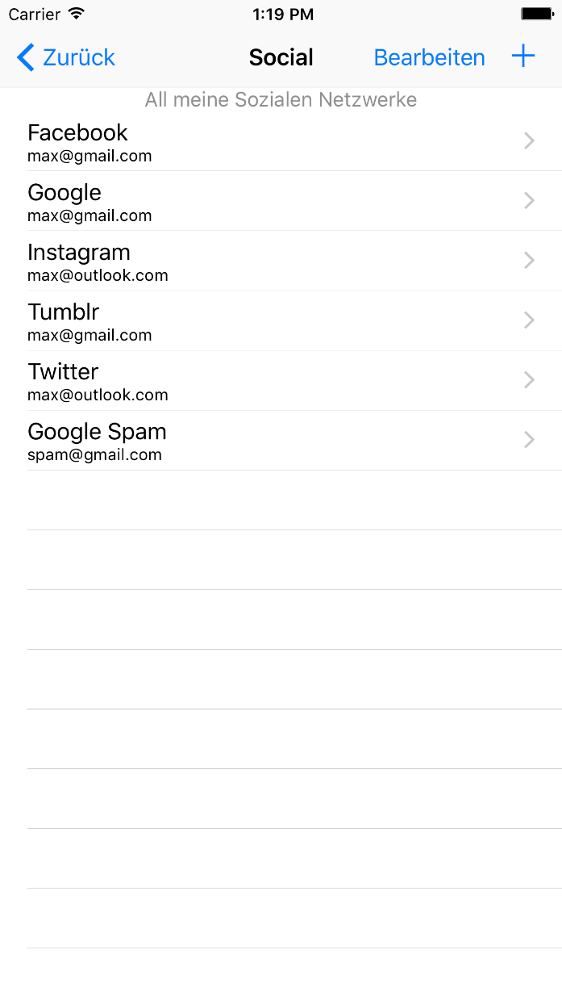 Carrier 1:19 PM
Zurück Social Bearbeiten +
All meine Sozialen Netzwerke
Facebook
max@gmail.com
Google
max@gmail.com
Instagram
max@outlook.com
Tumblr
max@gmail.com
Twitter
max@outlook.com
Google Spam
spam@gmail.com